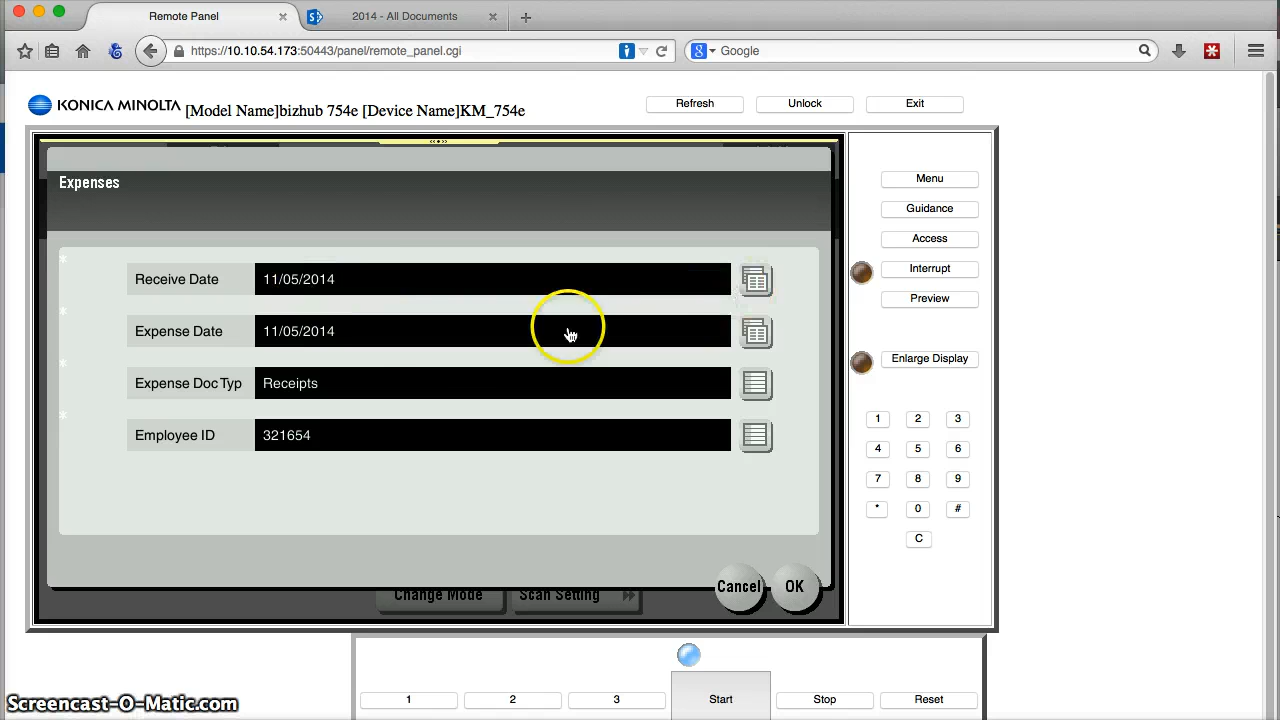 Remote Panel
2014 - All Documents
https://10.10.54.173:50443/panel/remote_panel.cgi
Google
KONICA MINOLTA [Model Name]bizhub 754e [Device Name]KM_754e
Refresh
Unlock
Exit
Expenses
* Receive Date 11/05/2014
* Expense Date 11/05/2014
* Expense Doc Typ Receipts
* Employee ID 321654
Cancel
OK
Change Mode
Scan Setting
Menu
Guidance
Access
Interrupt
Preview
Enlarge Display
1 2 3
4 5 6
7 8 9
* 0 #
C
1 2 3 Start Stop Reset
Screencast-O-Matic.com